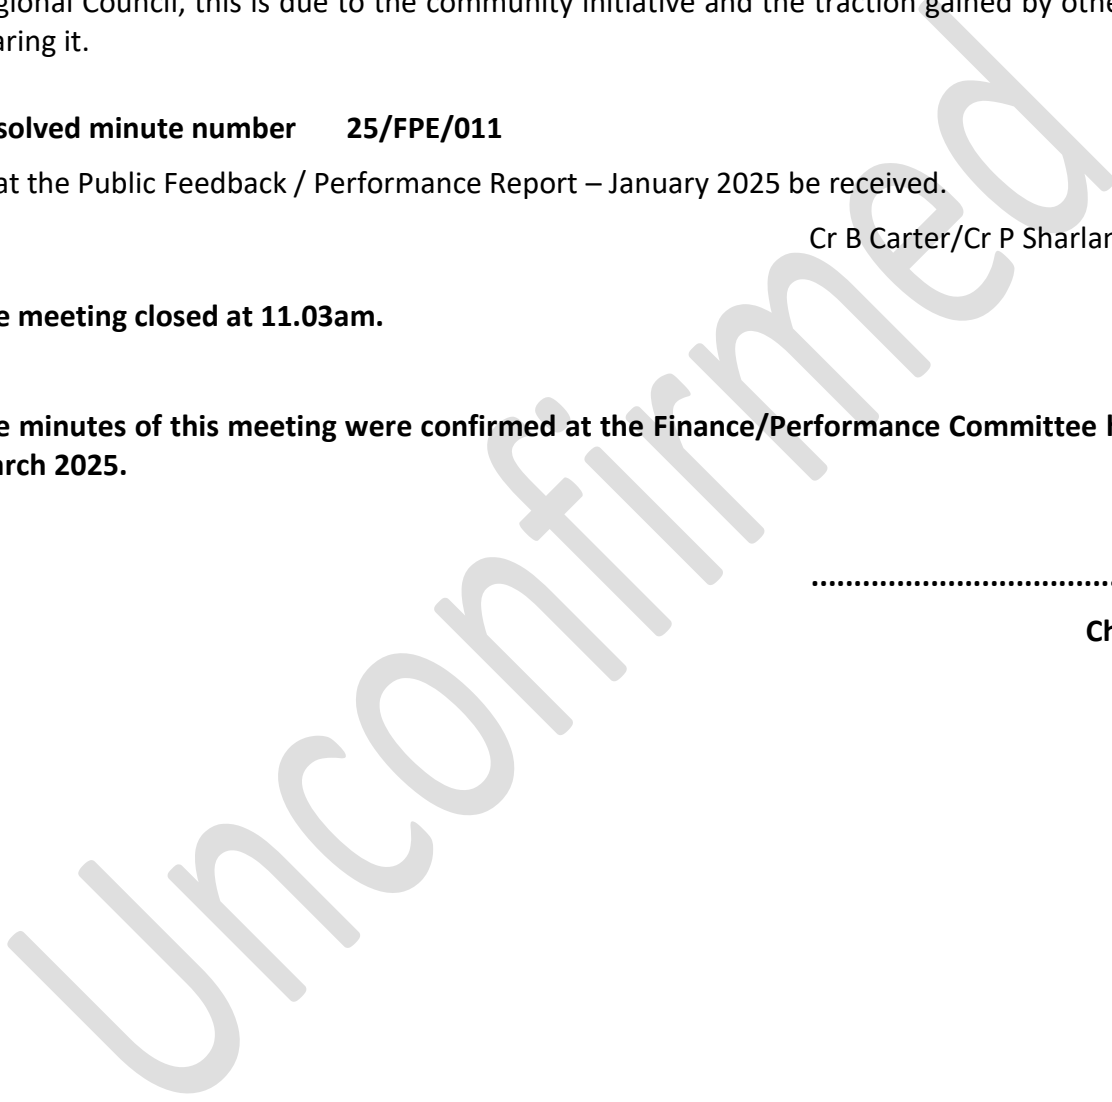 gional Council, this is due to the community initiative and the traction gained by othe
aring it.
solved minute number 25/FPE/011
at the Public Feedback / Performance Report – January 2025 be received.
Cr B Carter/Cr P Sharlan
e meeting closed at 11.03am.
e minutes of this meeting were confirmed at the Finance/Performance Committee h
arch 2025.
.....................................
Ch
Unconfirmed